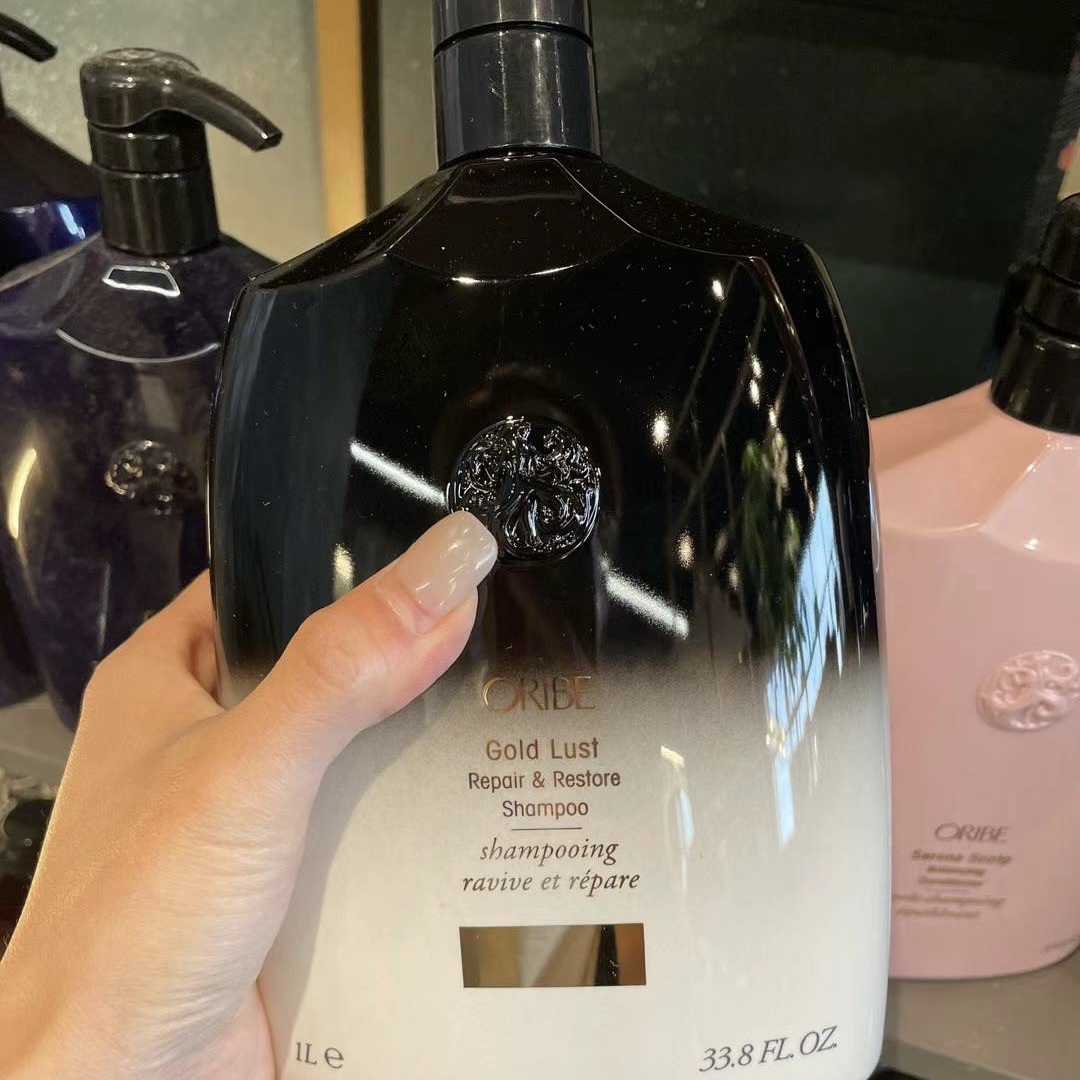 ORIBE
Gold Lust
Repair & Restore
Shampoo
shampooing
ravive et répare
1L ℮
33.8 FL. OZ.
ORIBE
Serene Scalp